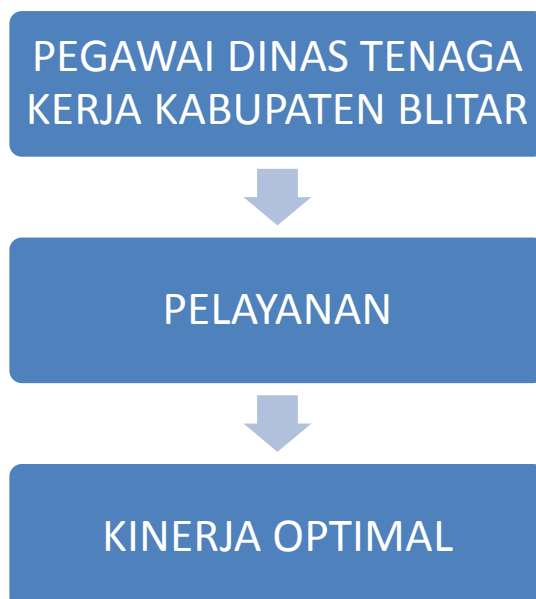 PEGAWAI DINAS TENAGA
KERJA KABUPATEN BLITAR
PELAYANAN
KINERJA OPTIMAL